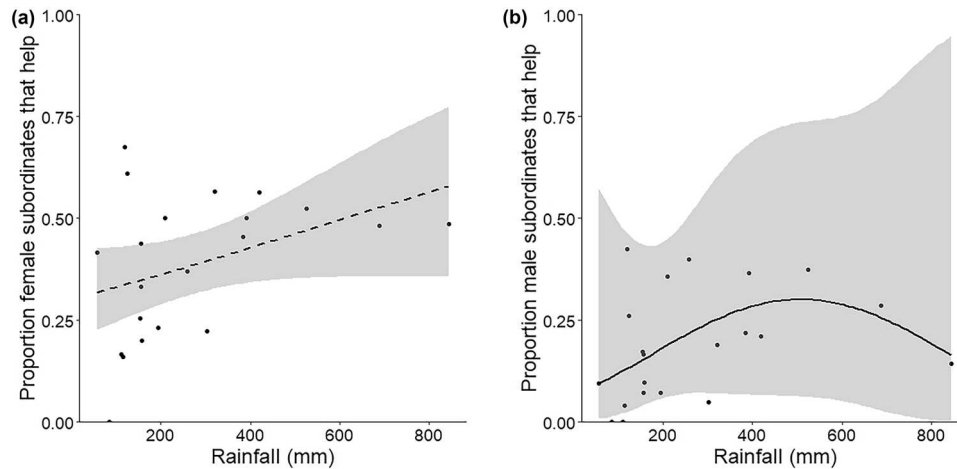 (a)
Proportion female subordinates that help
1.00
0.75
0.50
0.25
0.00
200 400 600 800
Rainfall (mm)
(b)
Proportion male subordinates that help
1.00
0.75
0.50
0.25
0.00
200 400 600 800
Rainfall (mm)